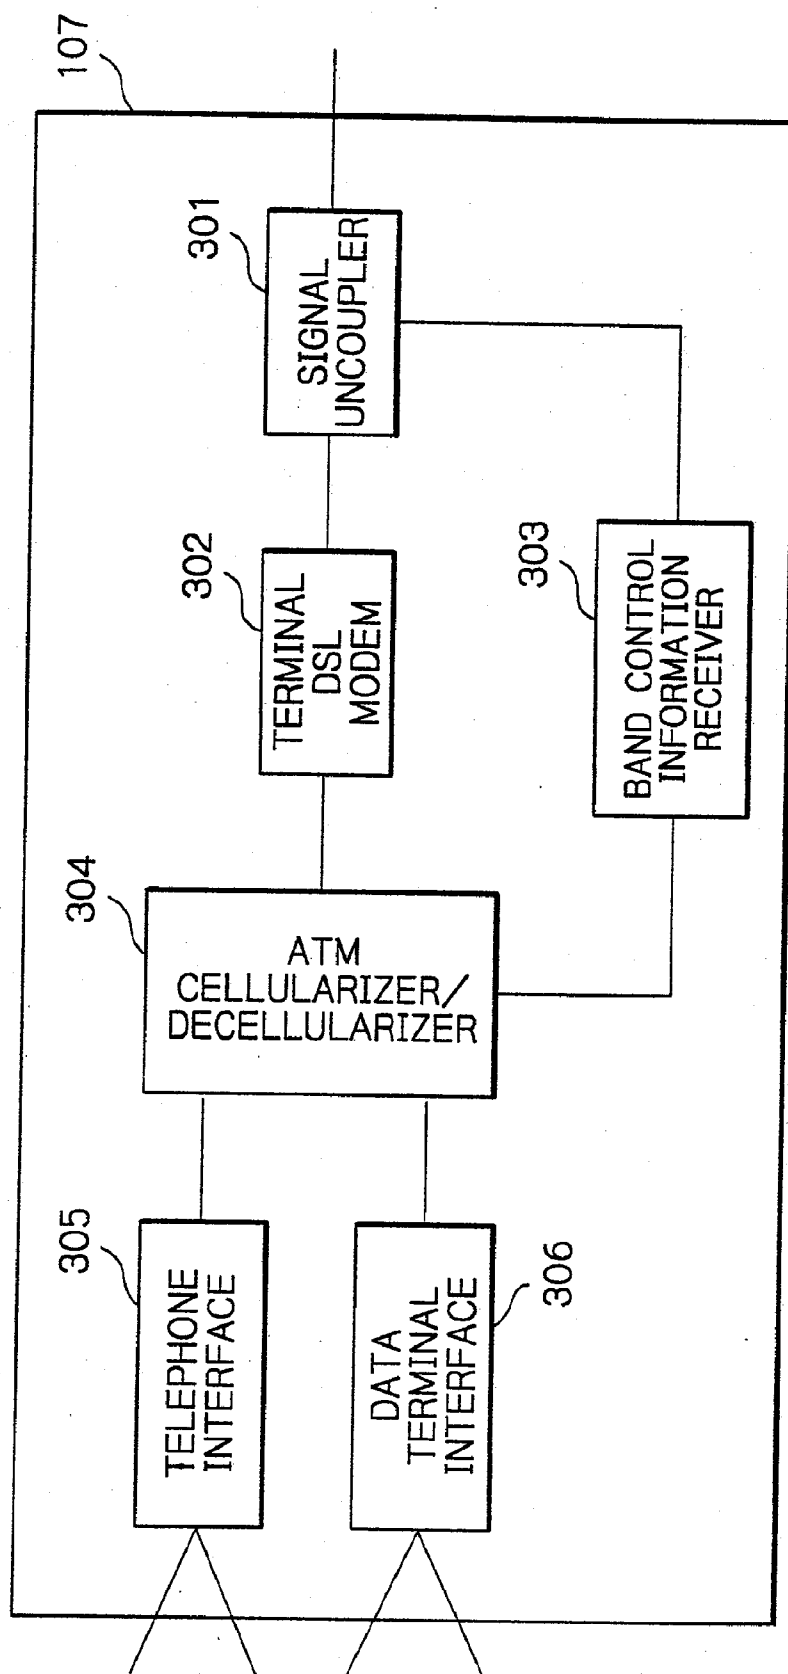 107
301
SIGNAL
UNCOUPLER
302
TERMINAL
DSL
MODEM
303
BAND CONTROL
INFORMATION
RECEIVER
304
ATM
CELLULARIZER/
DECELLULARIZER
305
TELEPHONE
INTERFACE
306
DATA
TERMINAL
INTERFACE